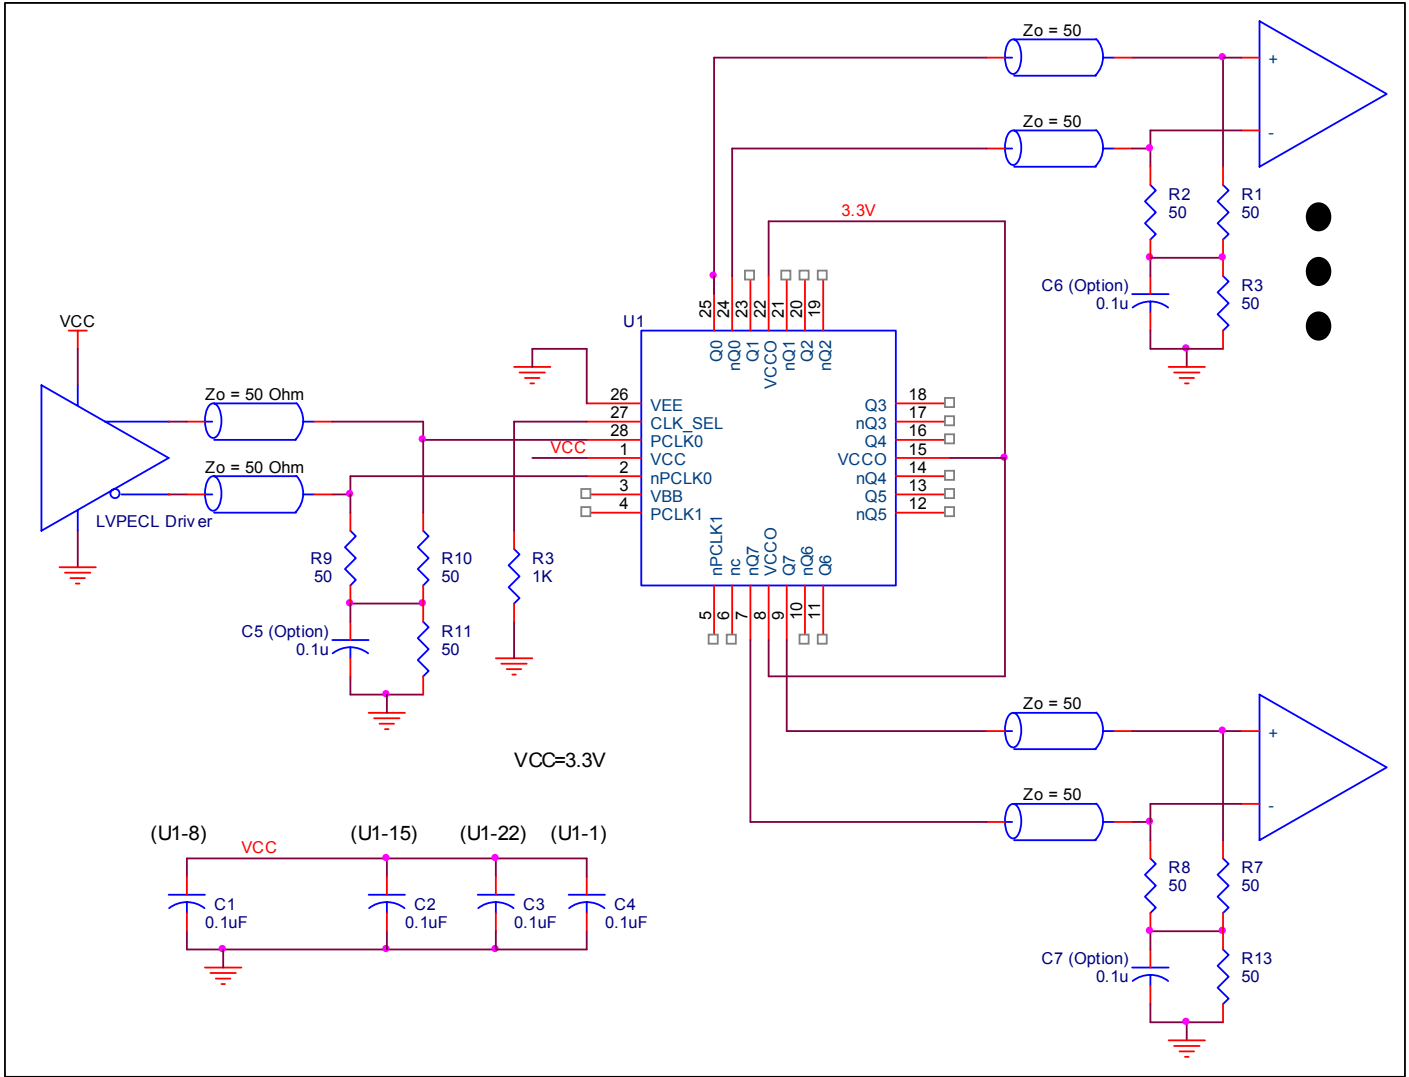 Zo = 50
+
Zo = 50
-
R2
50
R1
50
3.3V
C6 (Option)
0.1u
R3
50
25
24
23
22
21
20
19
U1
VCC
Q0
nQ0
Q1
VCCO
nQ1
Q2
nQ2
Zo = 50 Ohm
26
VEE
27
CLK_SEL
28
PCLK0
VCC
1
VCC
2
nPCLK0
3
VBB
4
PCLK1
Q3
18
nQ3
17
Q4
16
VCCO
15
nQ4
14
Q5
13
nQ5
12
Zo = 50 Ohm
LVPECL Driver
nPCLK1
nc
nQ7
VCCO
Q7
nQ6
Q6
R9
50
R10
50
R3
1K
5
6
7
8
9
10
11
C5 (Option)
0.1u
R11
50
Zo = 50
+
VCC=3.3V
Zo = 50
-
(U1-8)
(U1-15)
(U1-22)
(U1-1)
VCC
R8
50
R7
50
C1
0.1uF
C2
0.1uF
C3
0.1uF
C4
0.1uF
C7 (Option)
0.1u
R13
50